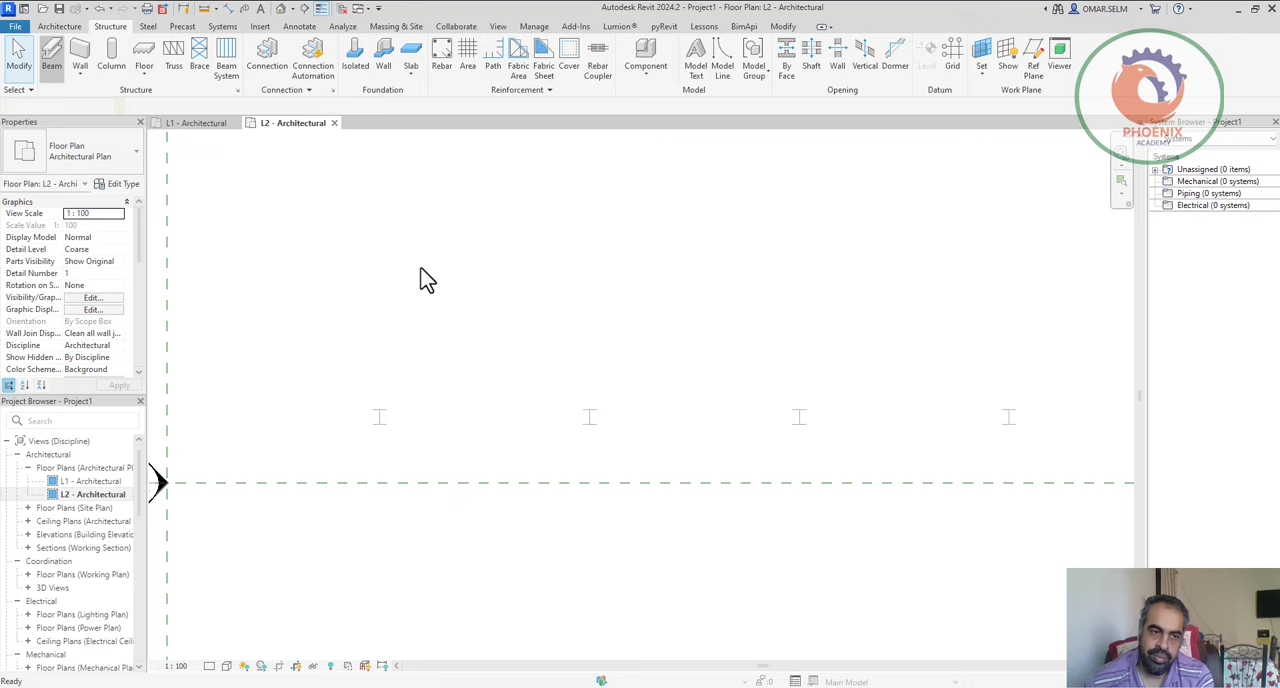 Autodesk Revit 2024.2 - Project1 - Floor Plan: L2 - Architectural
OMAR.SELM
File Architecture Structure Steel Precast Systems Insert Annotate Analyze Massing & Site Collaborate View Manage Add-Ins Lumion® pyRevit Lessons BimApi Modify
Modify
Beam
Wall
Column
Floor
Truss
Brace
Beam
System
Connection
Connection
Automation
Isolated
Wall
Slab
Rebar
Area
Path
Fabric
Area
Fabric
Sheet
Cover
Rebar
Coupler
Component
Model
Text
Model
Line
Model
Group
By
Face
Shaft
Wall
Vertical
Dormer
Level
Grid
Set
Show
Ref
Plane
Viewer
Select Structure Connection Foundation Reinforcement Model Opening Datum Work Plane
PHOENIX
ACADEMY
Properties
L1 - Architectural
L2 - Architectural
System Browser - Project1
Systems
Floor Plan
Architectural Plan
Floor Plan: L2 - Archi
Edit Type
Graphics
View Scale 1 : 100
Scale Value 1: 100
Display Model Normal
Detail Level Coarse
Parts Visibility Show Original
Detail Number 1
Rotation on S... None
Visibility/Grap... Edit...
Graphic Displ... Edit...
Orientation By Scope Box
Wall Join Disp... Clean all wall j...
Discipline Architectural
Show Hidden ... By Discipline
Color Scheme... Background
Apply
Systems
Unassigned (0 items)
Mechanical (0 systems)
Piping (0 systems)
Electrical (0 systems)
Project Browser - Project1
Search
Views (Discipline)
Architectural
Floor Plans (Architectural Pl
L1 - Architectural
L2 - Architectural
Floor Plans (Site Plan)
Ceiling Plans (Architectural
Elevations (Building Elevatio
Sections (Working Section)
Coordination
Floor Plans (Working Plan)
3D Views
Electrical
Floor Plans (Lighting Plan)
Floor Plans (Power Plan)
Ceiling Plans (Electrical Ceili
Mechanical
Floor Plans (Mechanical Pla
1 : 100
Ready
:0
Main Model